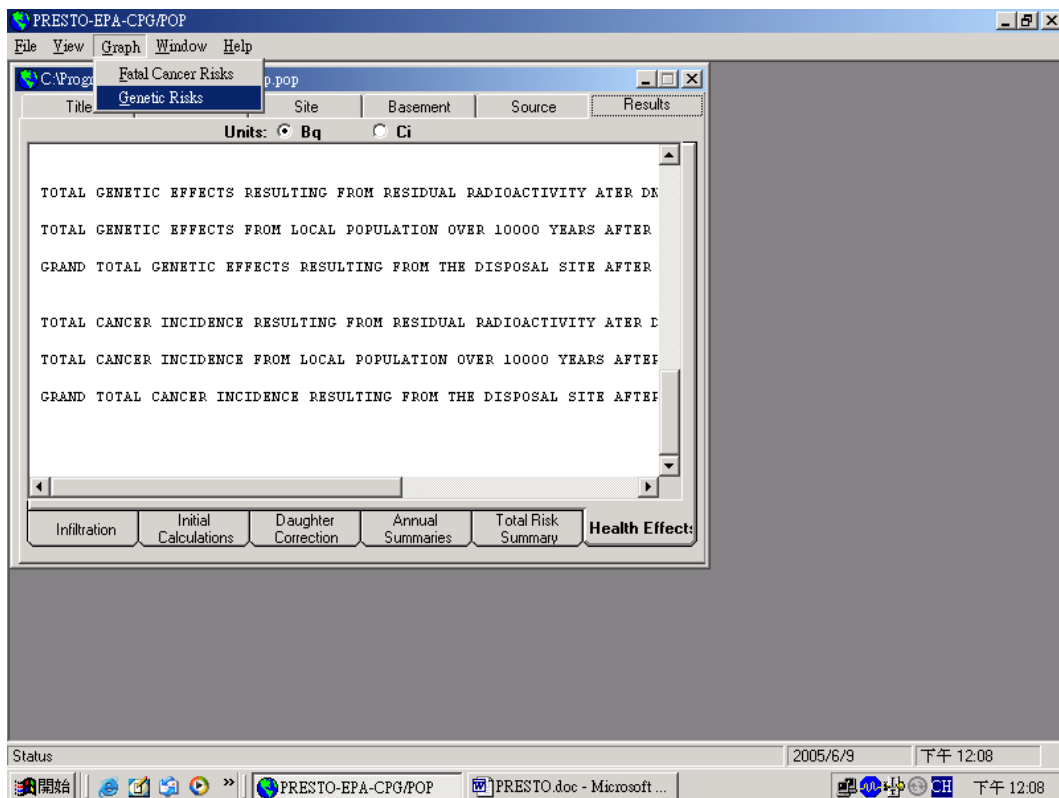 PRESTO-EPA-CPG/POP
File View Graph Window Help
Fatal Cancer Risks
Genetic Risks
C:\Progr p.pop
Title Site Basement Source Results
Units: Bq Ci
TOTAL GENETIC EFFECTS RESULTING FROM RESIDUAL RADIOACTIVITY ATER DN
TOTAL GENETIC EFFECTS FROM LOCAL POPULATION OVER 10000 YEARS AFTER
GRAND TOTAL GENETIC EFFECTS RESULTING FROM THE DISPOSAL SITE AFTER
TOTAL CANCER INCIDENCE RESULTING FROM RESIDUAL RADIOACTIVITY ATER D
TOTAL CANCER INCIDENCE FROM LOCAL POPULATION OVER 10000 YEARS AFTER
GRAND TOTAL CANCER INCIDENCE RESULTING FROM THE DISPOSAL SITE AFTER
Infiltration Initial Calculations Daughter Correction Annual Summaries Total Risk Summary Health Effects
Status 2005/6/9 下午 12:08
開始 » PRESTO-EPA-CPG/POP PRESTO.doc - Microsoft ... CH 下午 12:08